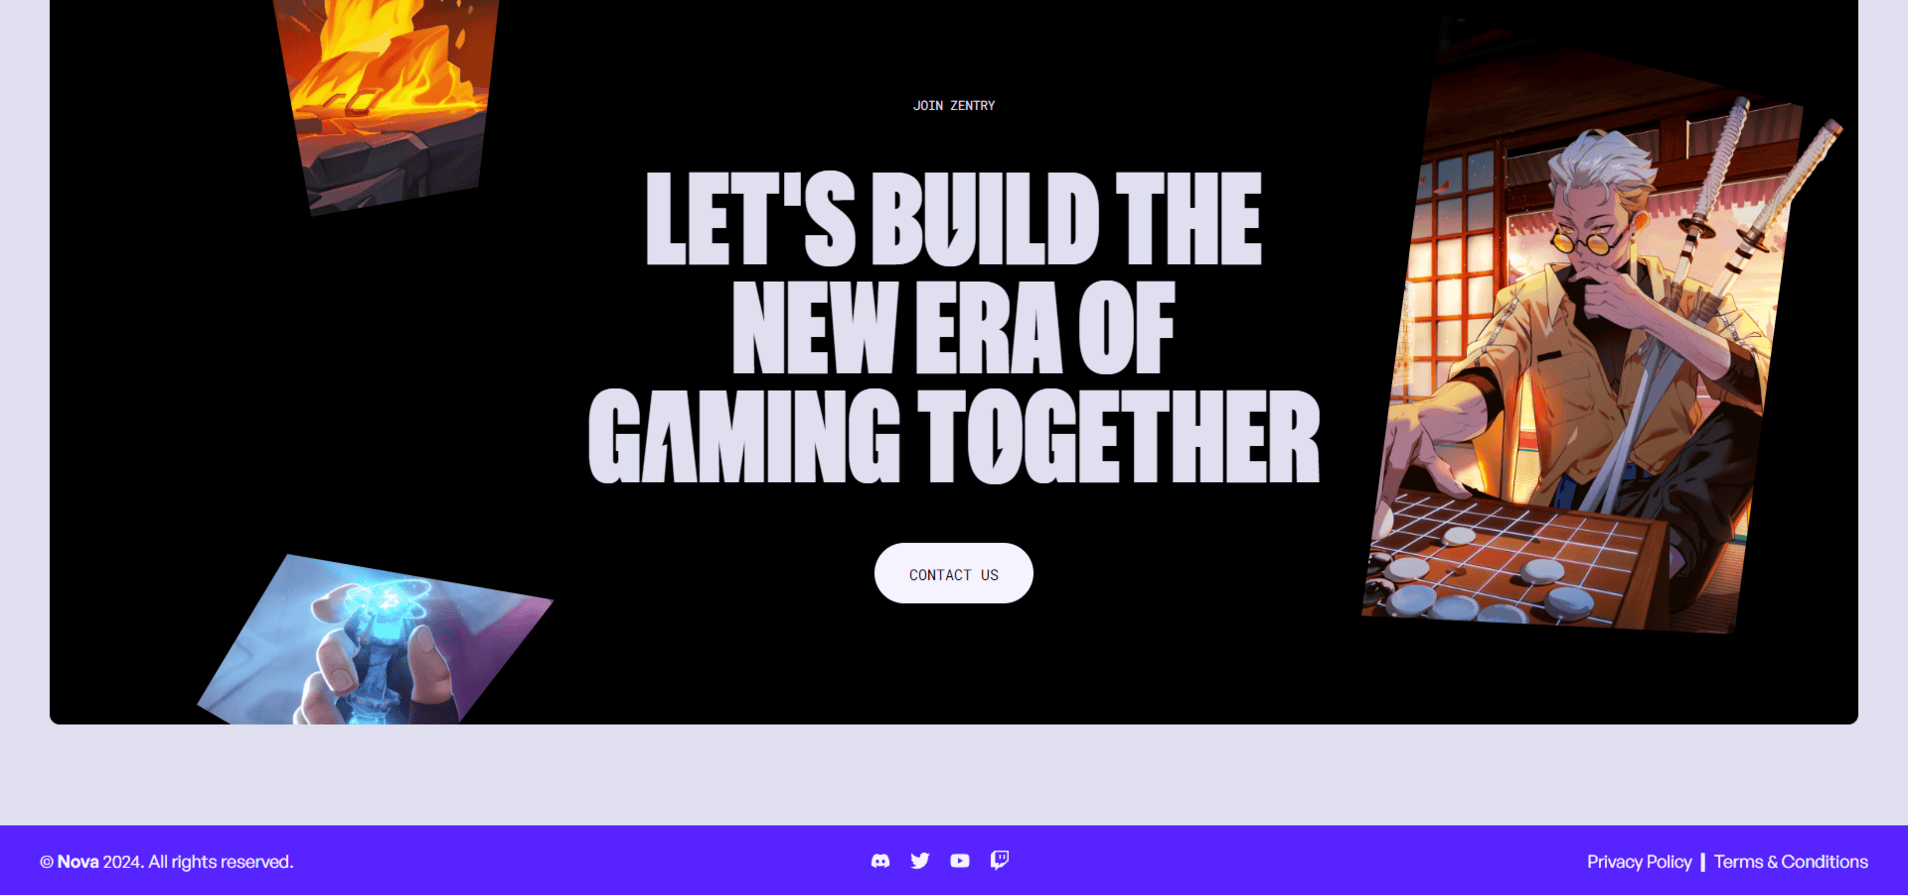 JOIN ZENTRY
LET'S BUILD THE
NEW ERA OF
GAMING TOGETHER
CONTACT US
© Nova 2024. All rights reserved.
Privacy Policy | Terms & Conditions